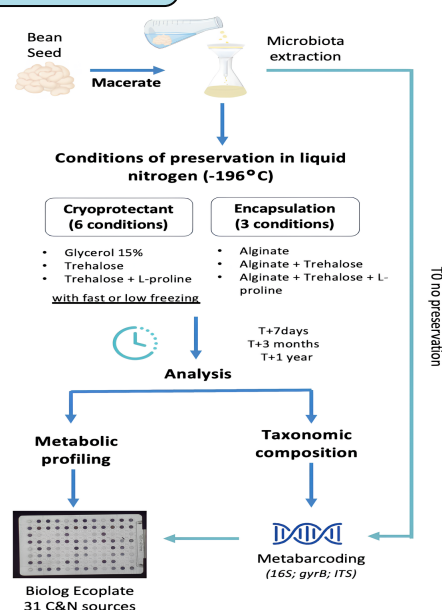 Bean
Seed
Macerate
Microbiota
extraction
Conditions of preservation in liquid
nitrogen (-196°C)
Cryoprotectant
(6 conditions)
• Glycerol 15%
• Trehalose
• Trehalose + L-proline
with fast or low freezing
Encapsulation
(3 conditions)
• Alginate
• Alginate + Trehalose
• Alginate + Trehalose + L-
proline
T0 no preservation
T+7days
T+3 months
T+1 year
Analysis
Metabolic
profiling
Taxonomic
composition
Biolog Ecoplate
31 C&N sources
Metabarcoding
(16S; gyrB; ITS)